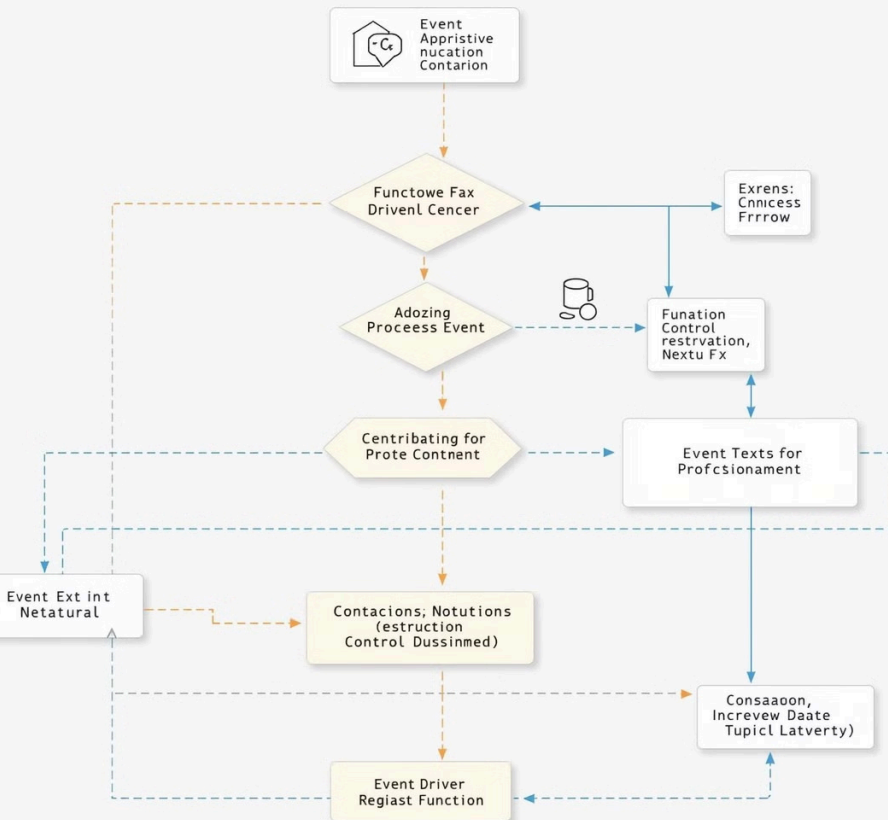 Event
Appristive
nucation
Contarion
-C
Functowe Fax
Drivenl Cencer
Exrens:
Cnnicess
Frrrow
Adozing
Proceess Event
Funation
Control
restrvation,
Nextu Fx
Centribating for
Prote Contnent
Event Texts for
Profcsionament
Event Ext int
Netatural
Contacions; Notutions
(estruction
Control Dussinmed)
Consaaoon,
Increvew Daate
Tupicl Latverty)
Event Driver
Regiast Function